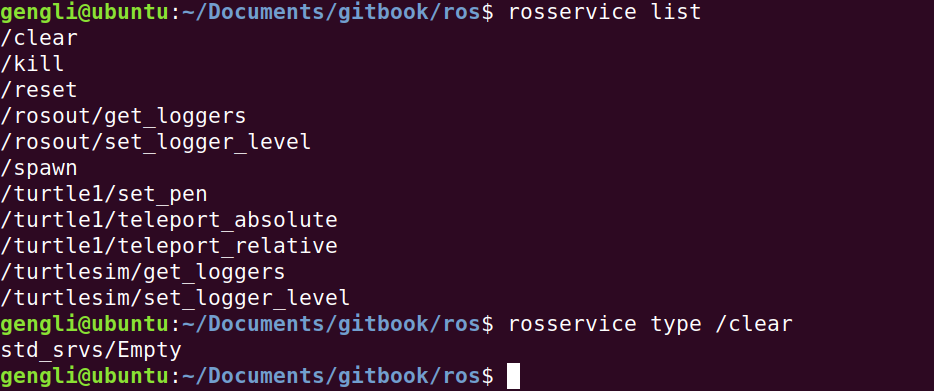 gengli@ubuntu:~/Documents/gitbook/ros$ rosservice list
/clear
/kill
/reset
/rosout/get_loggers
/rosout/set_logger_level
/spawn
/turtle1/set_pen
/turtle1/teleport_absolute
/turtle1/teleport_relative
/turtlesim/get_loggers
/turtlesim/set_logger_level
gengli@ubuntu:~/Documents/gitbook/ros$ rosservice type /clear
std_srvs/Empty
gengli@ubuntu:~/Documents/gitbook/ros$